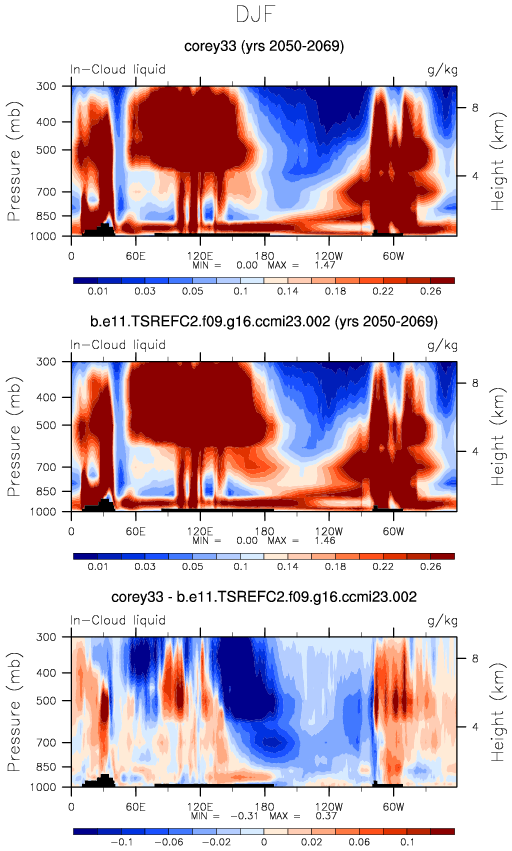 DJF
corey33 (yrs 2050-2069)
In-Cloud liquid g/kg
Pressure (mb)
300
400
500
700
850
1000
Height (km)
8
4
0 60E 120E 180 120W 60W
MIN = 0.00 MAX = 1.47
0.01 0.03 0.05 0.1 0.14 0.18 0.22 0.26
b.e11.TSREFC2.f09.g16.ccmi23.002 (yrs 2050-2069)
In-Cloud liquid g/kg
Pressure (mb)
300
400
500
700
850
1000
Height (km)
8
4
0 60E 120E 180 120W 60W
MIN = 0.00 MAX = 1.46
0.01 0.03 0.05 0.1 0.14 0.18 0.22 0.26
corey33 - b.e11.TSREFC2.f09.g16.ccmi23.002
In-Cloud liquid g/kg
Pressure (mb)
300
400
500
700
850
1000
Height (km)
8
4
0 60E 120E 180 120W 60W
MIN = -0.31 MAX = 0.37
-0.1 -0.06 -0.02 0 0.02 0.06 0.1